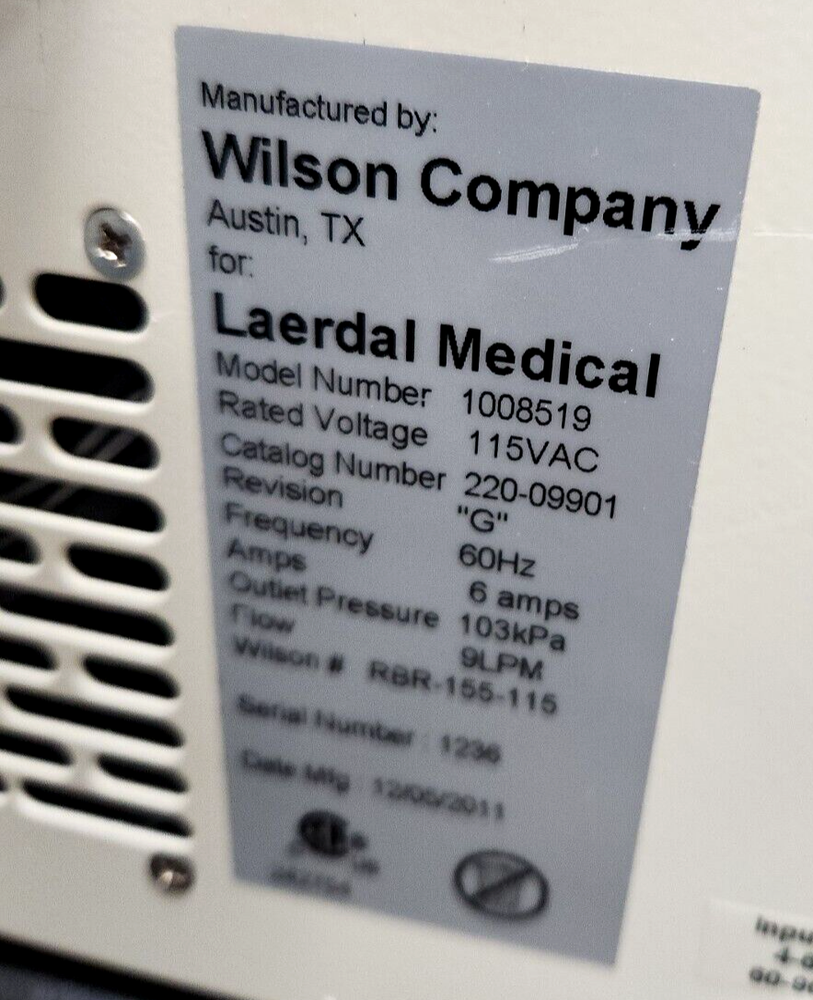 Manufactured by:
Wilson Company
Austin, TX
for:
Laerdal Medical
Model Number 1008519
Rated Voltage 115VAC
Catalog Number 220-09901
Revision "G"
Frequency 60Hz
Amps 6 amps
Outlet Pressure 103kPa
Flow 9LPM
Wilson # RBR-155-115
Serial Number : 1236
Date Mfg : 12/05/2011